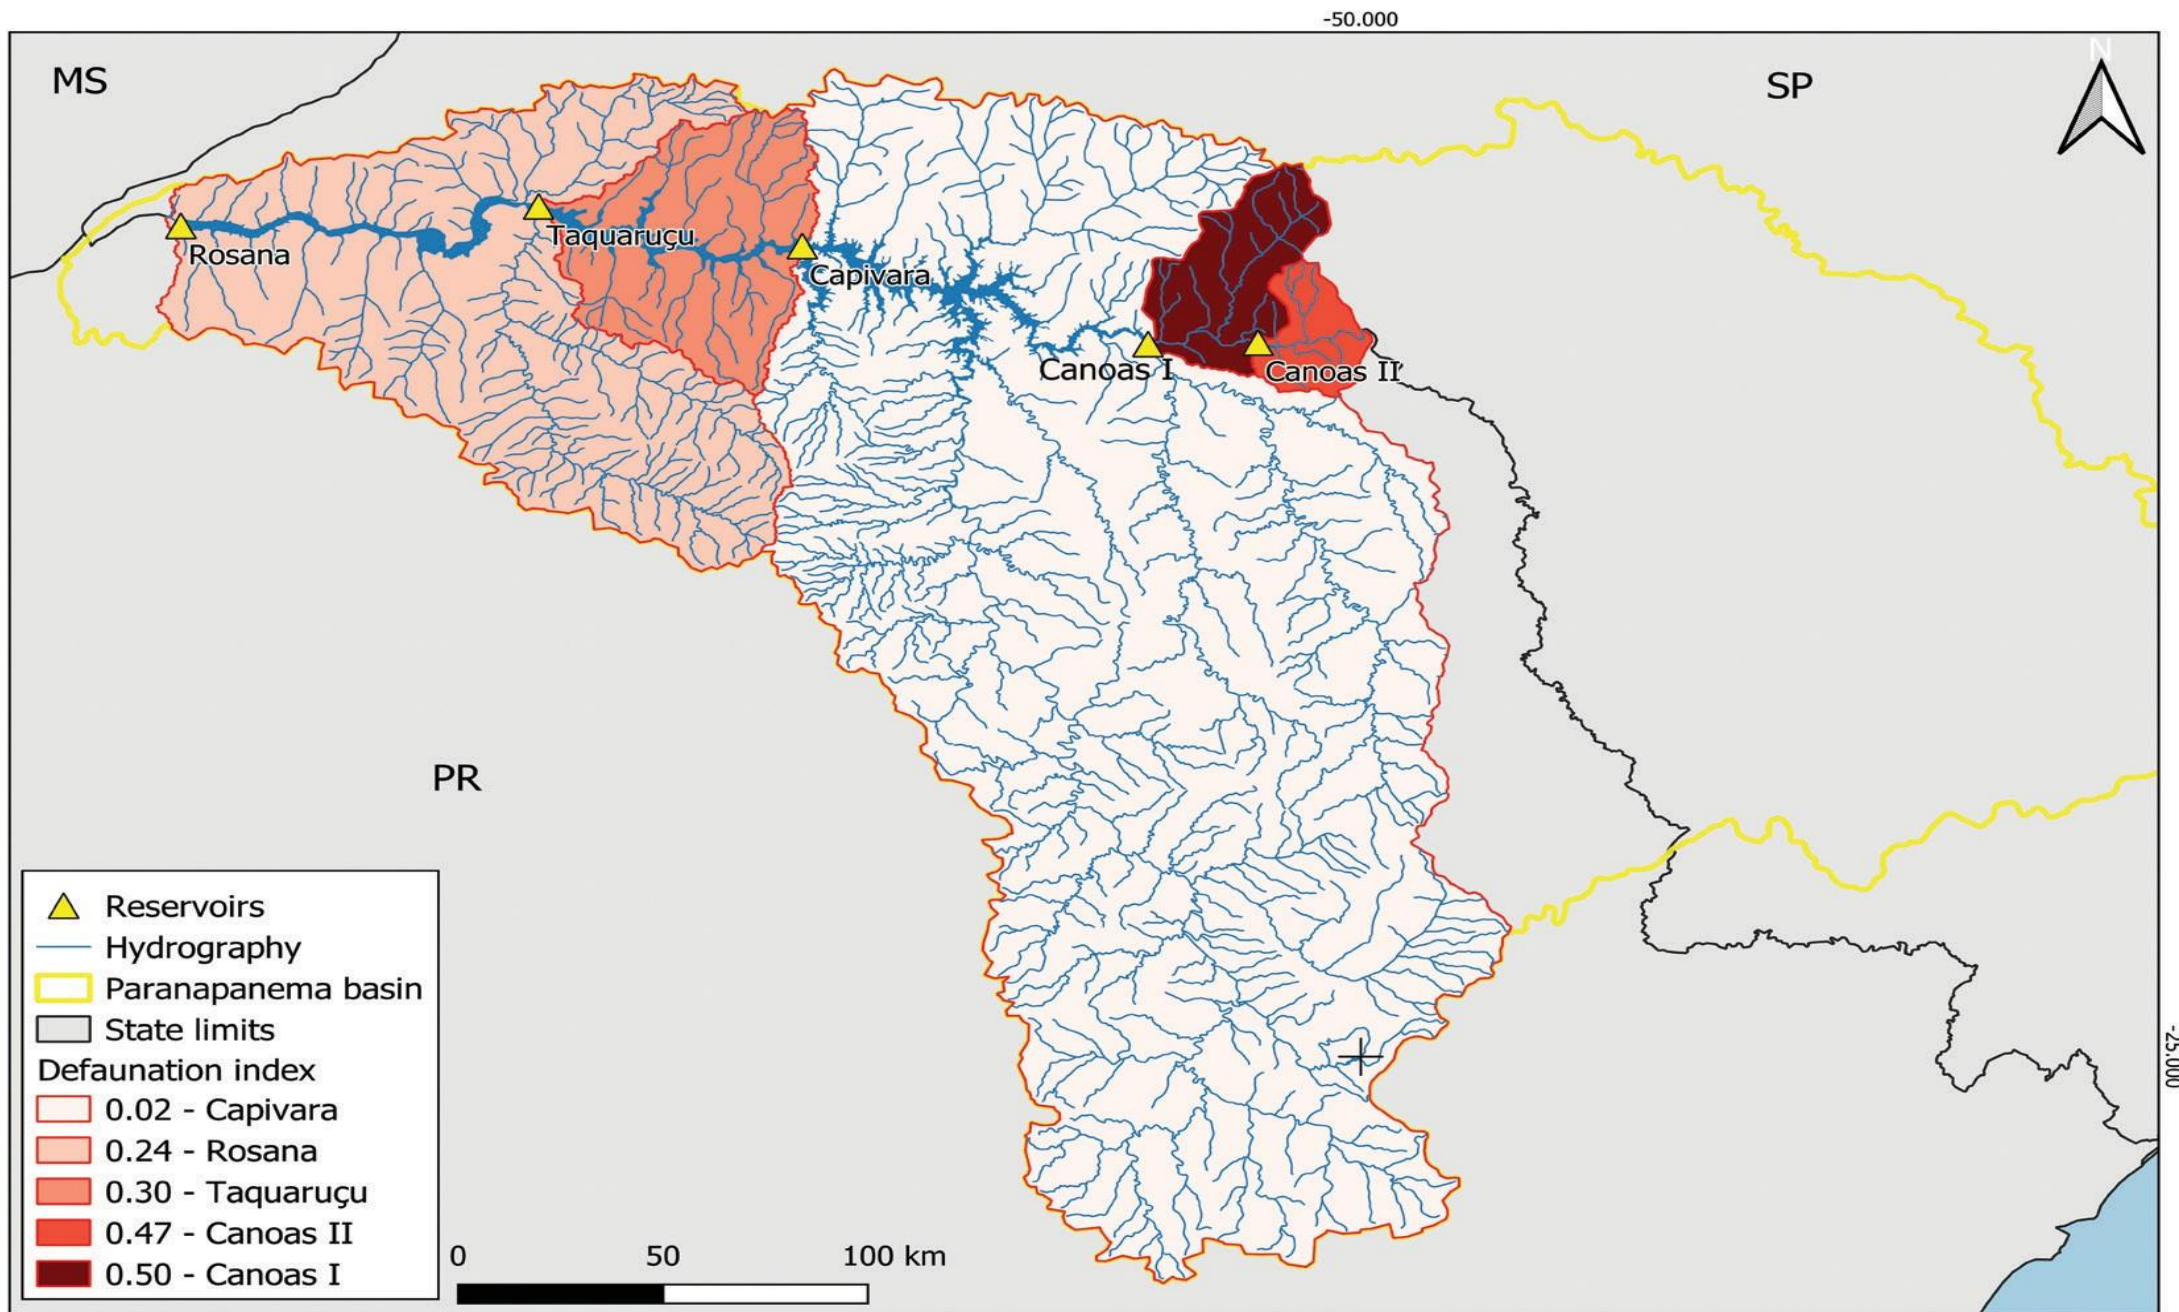 -50.000
MS
SP
N
Rosana
Taquaruçu
Capivara
Canoas I
Canoas II
PR
-25.000
Reservoirs
Hydrography
Paranapanema basin
State limits
Defaunation index
0.02 - Capivara
0.24 - Rosana
0.30 - Taquaruçu
0.47 - Canoas II
0.50 - Canoas I
0 50 100 km